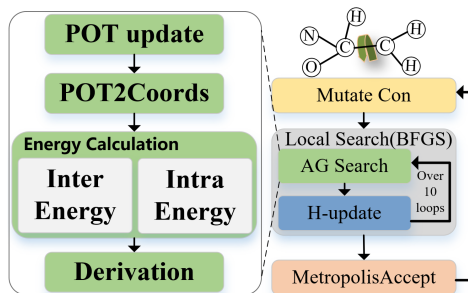 POT update
POT2Coords
Energy Calculation
Inter
Energy
Intra
Energy
Derivation
H
N
C
C
O
H
H
Mutate Con
Local Search(BFGS)
AG Search
Over
10
loops
H-update
MetropolisAccept